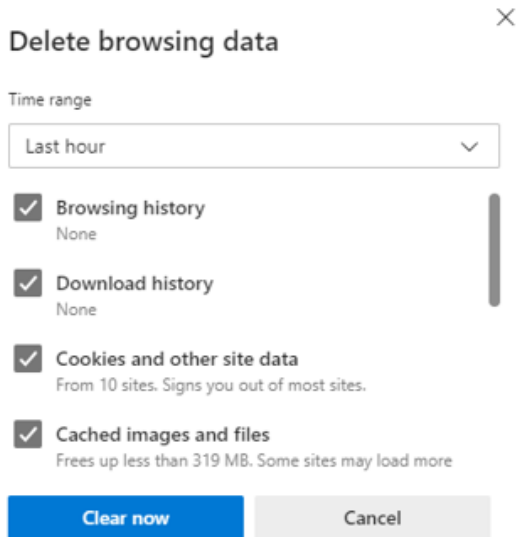 Delete browsing data
Time range
Last hour
Browsing history
None
Download history
None
Cookies and other site data
From 10 sites. Signs you out of most sites.
Cached images and files
Frees up less than 319 MB. Some sites may load more
Clear now
Cancel